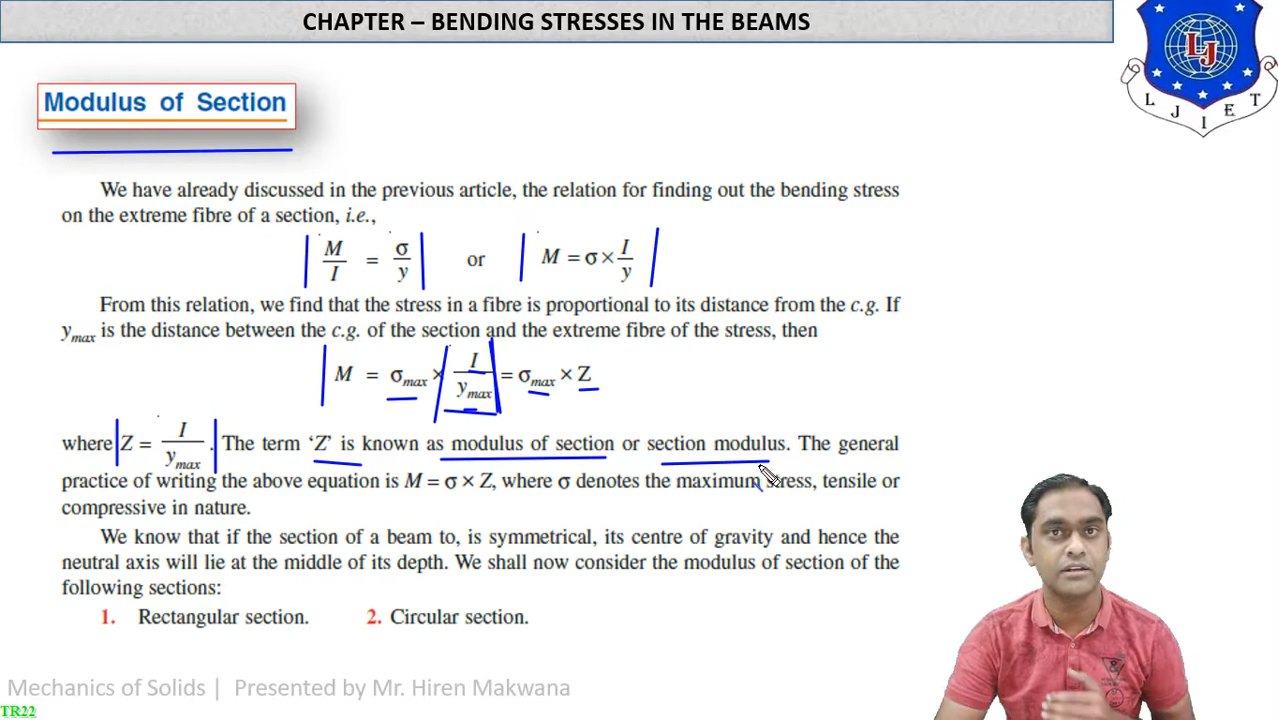 CHAPTER – BENDING STRESSES IN THE BEAMS
LJ
L J I E T
Modulus of Section
We have already discussed in the previous article, the relation for finding out the bending stress
on the extreme fibre of a section, i.e.,
M/I = σ/y or M = σ × I/y
From this relation, we find that the stress in a fibre is proportional to its distance from the c.g. If
ymax is the distance between the c.g. of the section and the extreme fibre of the stress, then
M = σmax × I/ymax = σmax × Z
where Z = I/ymax . The term ‘Z’ is known as modulus of section or section modulus. The general
practice of writing the above equation is M = σ × Z, where σ denotes the maximum stress, tensile or
compressive in nature.
We know that if the section of a beam to, is symmetrical, its centre of gravity and hence the
neutral axis will lie at the middle of its depth. We shall now consider the modulus of section of the
following sections:
1. Rectangular section. 2. Circular section.
Mechanics of Solids | Presented by Mr. Hiren Makwana
TR22